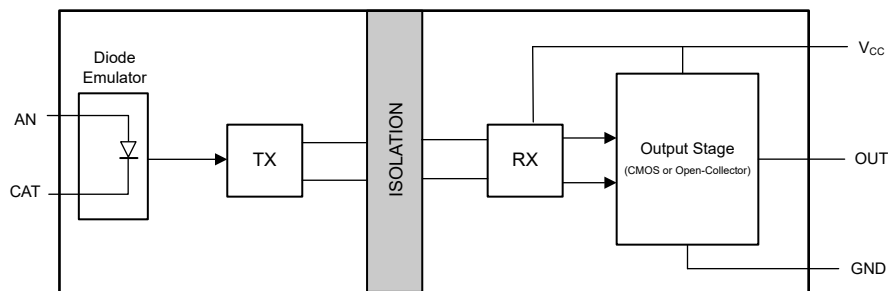 Diode
Emulator
AN
CAT
TX
ISOLATION
RX
Output Stage
(CMOS or Open-Collector)
VCC
OUT
GND